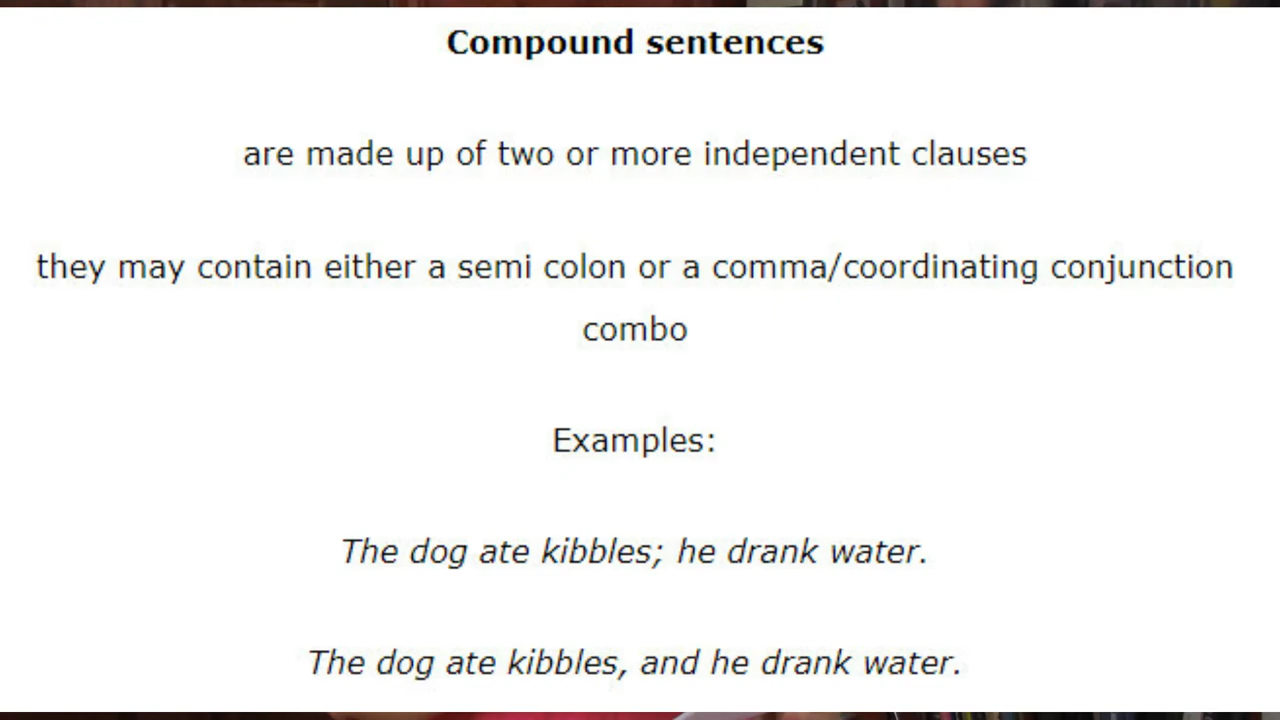 Compound sentences
are made up of two or more independent clauses
they may contain either a semi colon or a comma/coordinating conjunction
combo
Examples:
The dog ate kibbles; he drank water.
The dog ate kibbles, and he drank water.